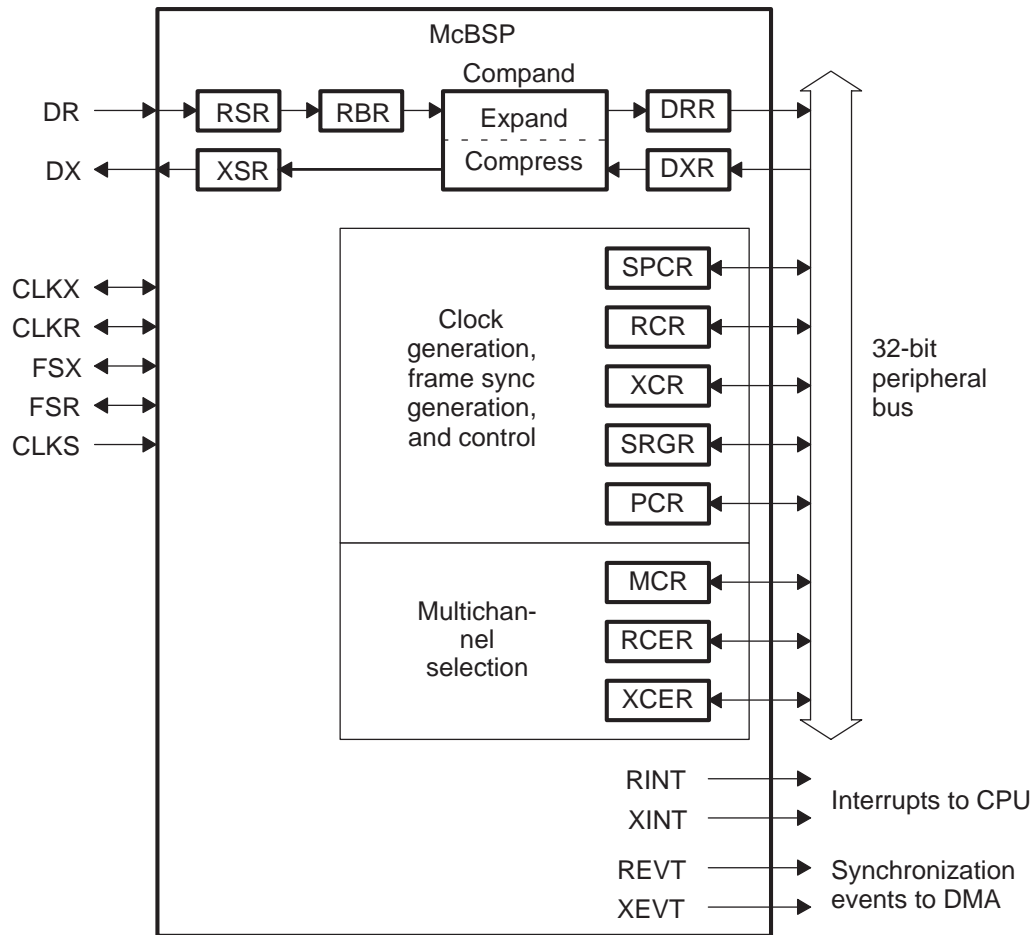 McBSP
Compand
DR
RSR
RBR
Expand
DRR
DX
XSR
Compress
DXR
CLKX
CLKR
FSX
FSR
CLKS
Clock
generation,
frame sync
generation,
and control
SPCR
RCR
XCR
SRGR
PCR
32-bit
peripheral
bus
Multichan-
nel
selection
MCR
RCER
XCER
RINT
XINT
Interrupts to CPU
REVT
XEVT
Synchronization
events to DMA